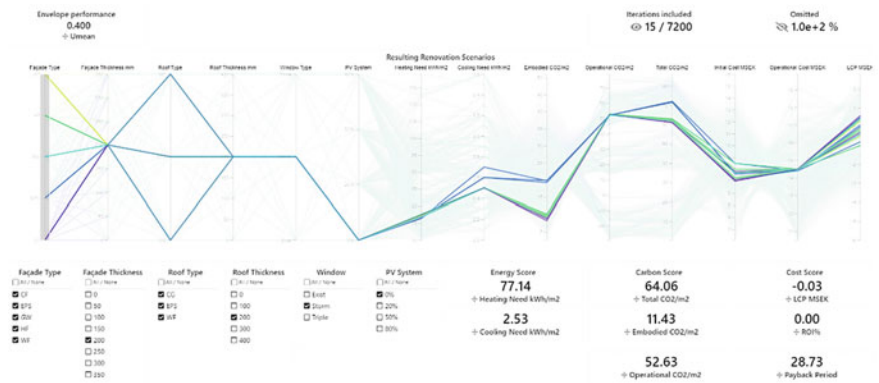 Envelope performance
0.400
÷ Umean
Iterations included
15 / 7200
Omitted
1.0e+2 %
Resulting Renovation Scenarios
Façade Type Façade Thickness mm Roof Type Roof Thickness mm Window Type PV System Heating Need kWh/m2 Cooling Need kWh/m2 Embodied CO2/m2 Operational CO2/m2 Total CO2/m2 Initial Cost MSEK Operational Cost MSEK LCP MSEK
Façade Type Façade Thickness Roof Type Roof Thickness Window PV System
All / None All / None All / None All / None All / None All / None
CF 0 CG 0 Exist 0%
EPS 50 EPS 100 Storm 20%
GW 100 WF 200 Triple 50%
HF 150 300 80%
WF 200 400
250
300
350
Energy Score
77.14
÷ Heating Need kWh/m2
2.53
÷ Cooling Need kWh/m2
Carbon Score
64.06
÷ Total CO2/m2
11.43
÷ Embodied CO2/m2
52.63
÷ Operational CO2/m2
Cost Score
-0.03
÷ LCP MSEK
0.00
÷ ROI%
28.73
÷ Payback Period